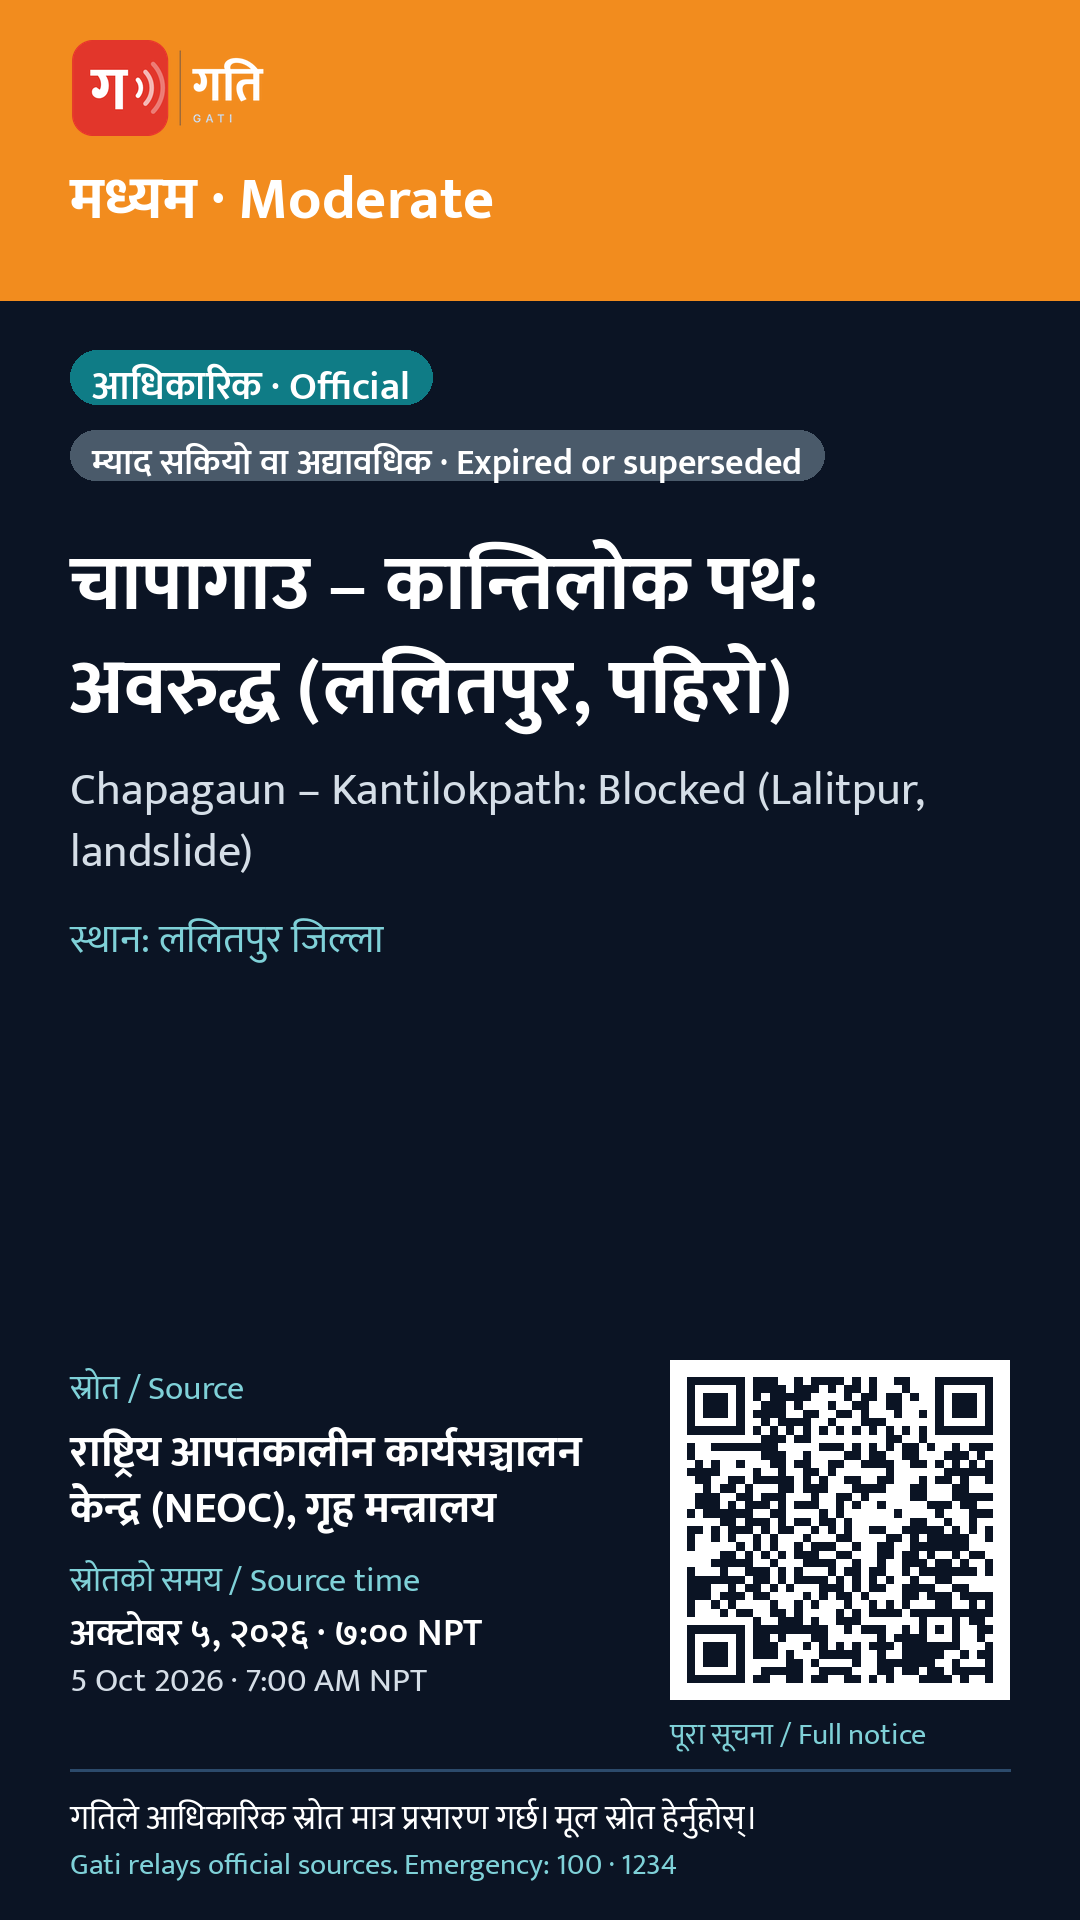 ग
गति
GATI
मध्यम · Moderate
आधिकारिक · Official
म्याद सकियो वा अद्यावधिक · Expired or superseded
चापागाउ – कान्तिलोक पथ:
अवरुद्ध (ललितपुर, पहिरो)
Chapagaun – Kantilokpath: Blocked (Lalitpur,
landslide)
स्थान: ललितपुर जिल्ला
स्रोत / Source
राष्ट्रिय आपतकालीन कार्यसञ्चालन
केन्द्र (NEOC), गृह मन्त्रालय
स्रोतको समय / Source time
अक्टोबर ५, २०२६ · ७:०० NPT
5 Oct 2026 · 7:00 AM NPT
पूरा सूचना / Full notice
गतिले आधिकारिक स्रोत मात्र प्रसारण गर्छ। मूल स्रोत हेर्नुहोस्।
Gati relays official sources. Emergency: 100 · 1234